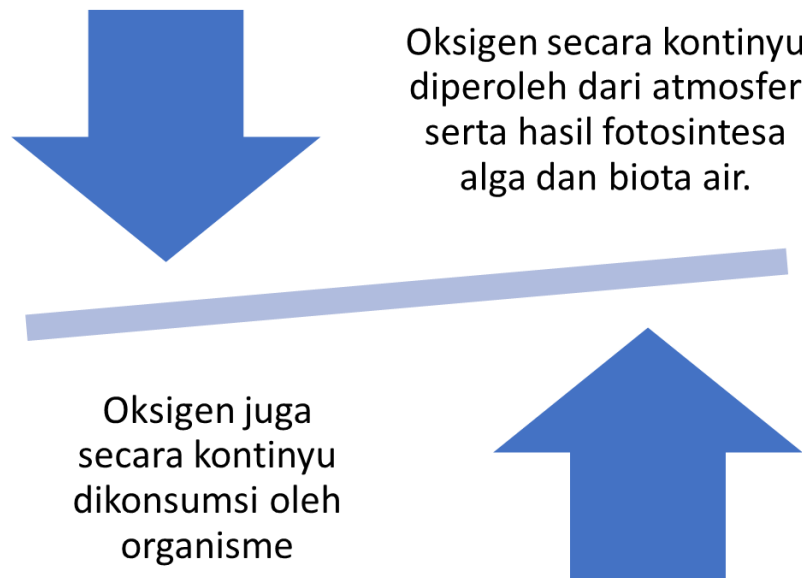 Oksigen secara kontinyu
diperoleh dari atmosfer
serta hasil fotosintesa
alga dan biota air.
Oksigen juga
secara kontinyu
dikonsumsi oleh
organisme